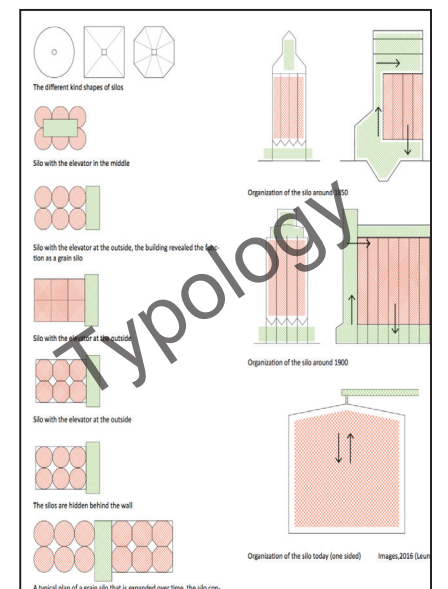 The different kind shapes of silos
Silo with the elevator in the middle
Silo with the elevator at the outside, the building revealed the func-
tion as a grain silo
Silo with the elevator at the outside
Silo with the elevator at the outside
The silos are hidden behind the wall
A typical plan of a grain silo that is expanded over time, the silo con-
Organization of the silo around 1850
Organization of the silo around 1900
Organization of the silo today (one sided) Images,2016 (Leun
Typology